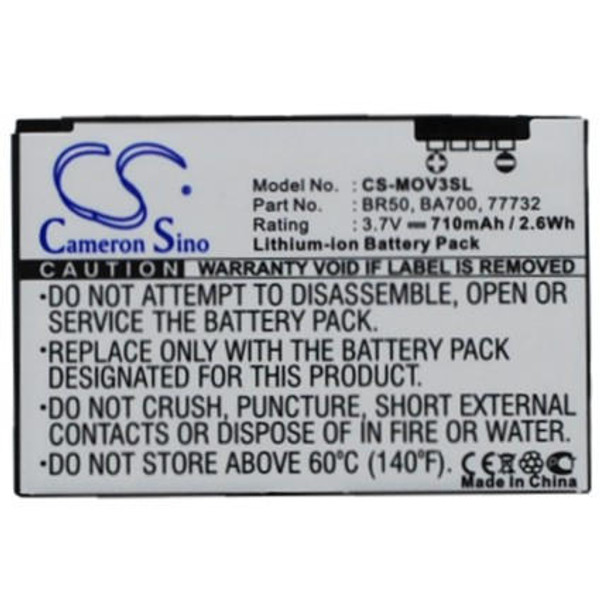 CS
Cameron Sino
Model No. : CS-MOV3SL
Part No. : BR50, BA700, 77732
Rating : 3.7V 710mAh / 2.6Wh
Lithium-ion Battery Pack
CAUTION: WARRANTY VOID IF LABEL IS REMOVED
•DO NOT ATTEMPT TO DISASSEMBLE, OPEN OR
SERVICE THE BATTERY PACK.
•REPLACE ONLY WITH THE BATTERY PACK
DESIGNATED FOR THIS EQUIPMENT.
•DO NOT CRUSH, PUNCTURE, SHORT EXTERNAL
CONTACTS OR DISPOSE OF IN FIRE OR WATER.
•DO NOT EXPOSE ABOVE 60°C (140°F).
CE
Made in China